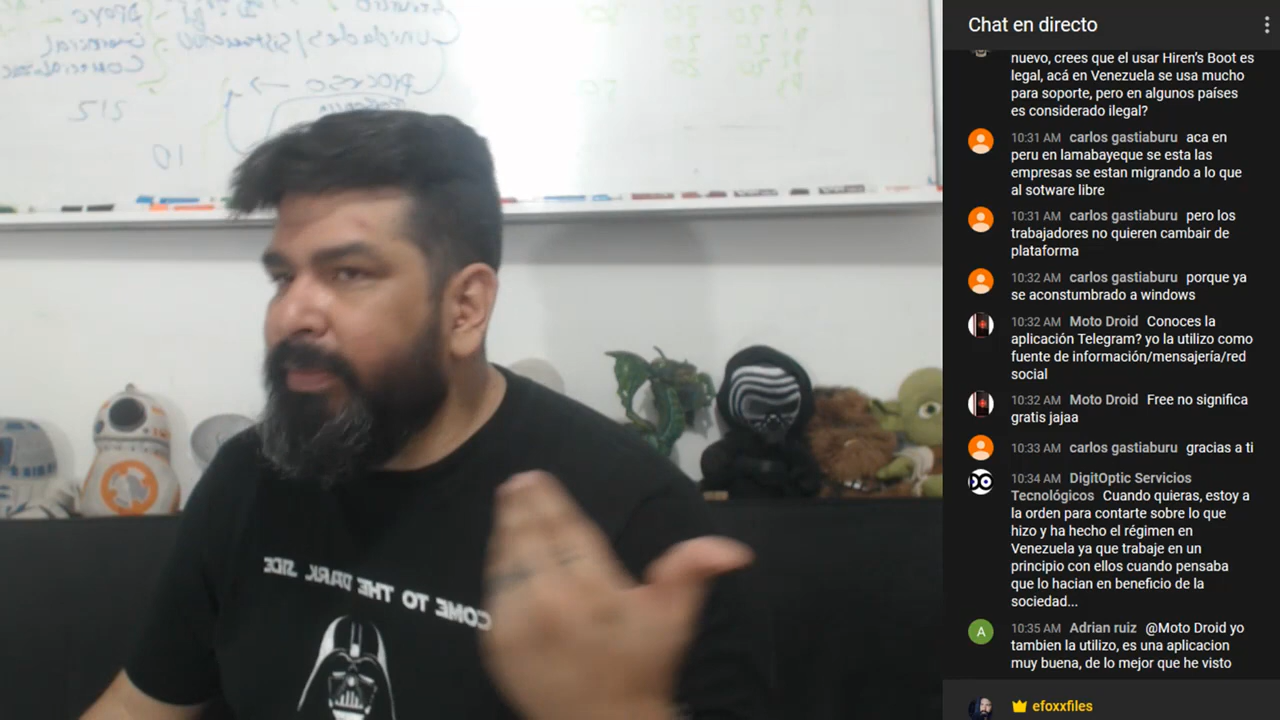 proyo
Comercial
Unidades/
proceso
515
10
COME TO THE DARK SIDE
Chat en directo
nuevo, crees que el usar Hiren's Boot es
legal, acá en Venezuela se usa mucho
para soporte, pero en algunos países
es considerado ilegal?
10:31 AM carlos gastiaburu aca en
peru en lamabayeque se esta las
empresas se estan migrando a lo que
al sotware libre
10:31 AM carlos gastiaburu pero los
trabajadores no quieren cambair de
plataforma
10:32 AM carlos gastiaburu porque ya
se aconstumbrado a windows
10:32 AM Moto Droid Conoces la
aplicación Telegram? yo la utilizo como
fuente de información/mensajería/red
social
10:32 AM Moto Droid Free no significa
gratis jajaa
10:33 AM carlos gastiaburu gracias a ti
10:34 AM DigitOptic Servicios
Tecnológicos Cuando quieras, estoy a
la orden para contarte sobre lo que
hizo y ha hecho el régimen en
Venezuela ya que trabaje en un
principio con ellos cuando pensaba
que lo hacian en beneficio de la
sociedad...
A
10:35 AM Adrian ruiz @Moto Droid yo
tambien la utilizo, es una aplicacion
muy buena, de lo mejor que he visto
efoxxfiles